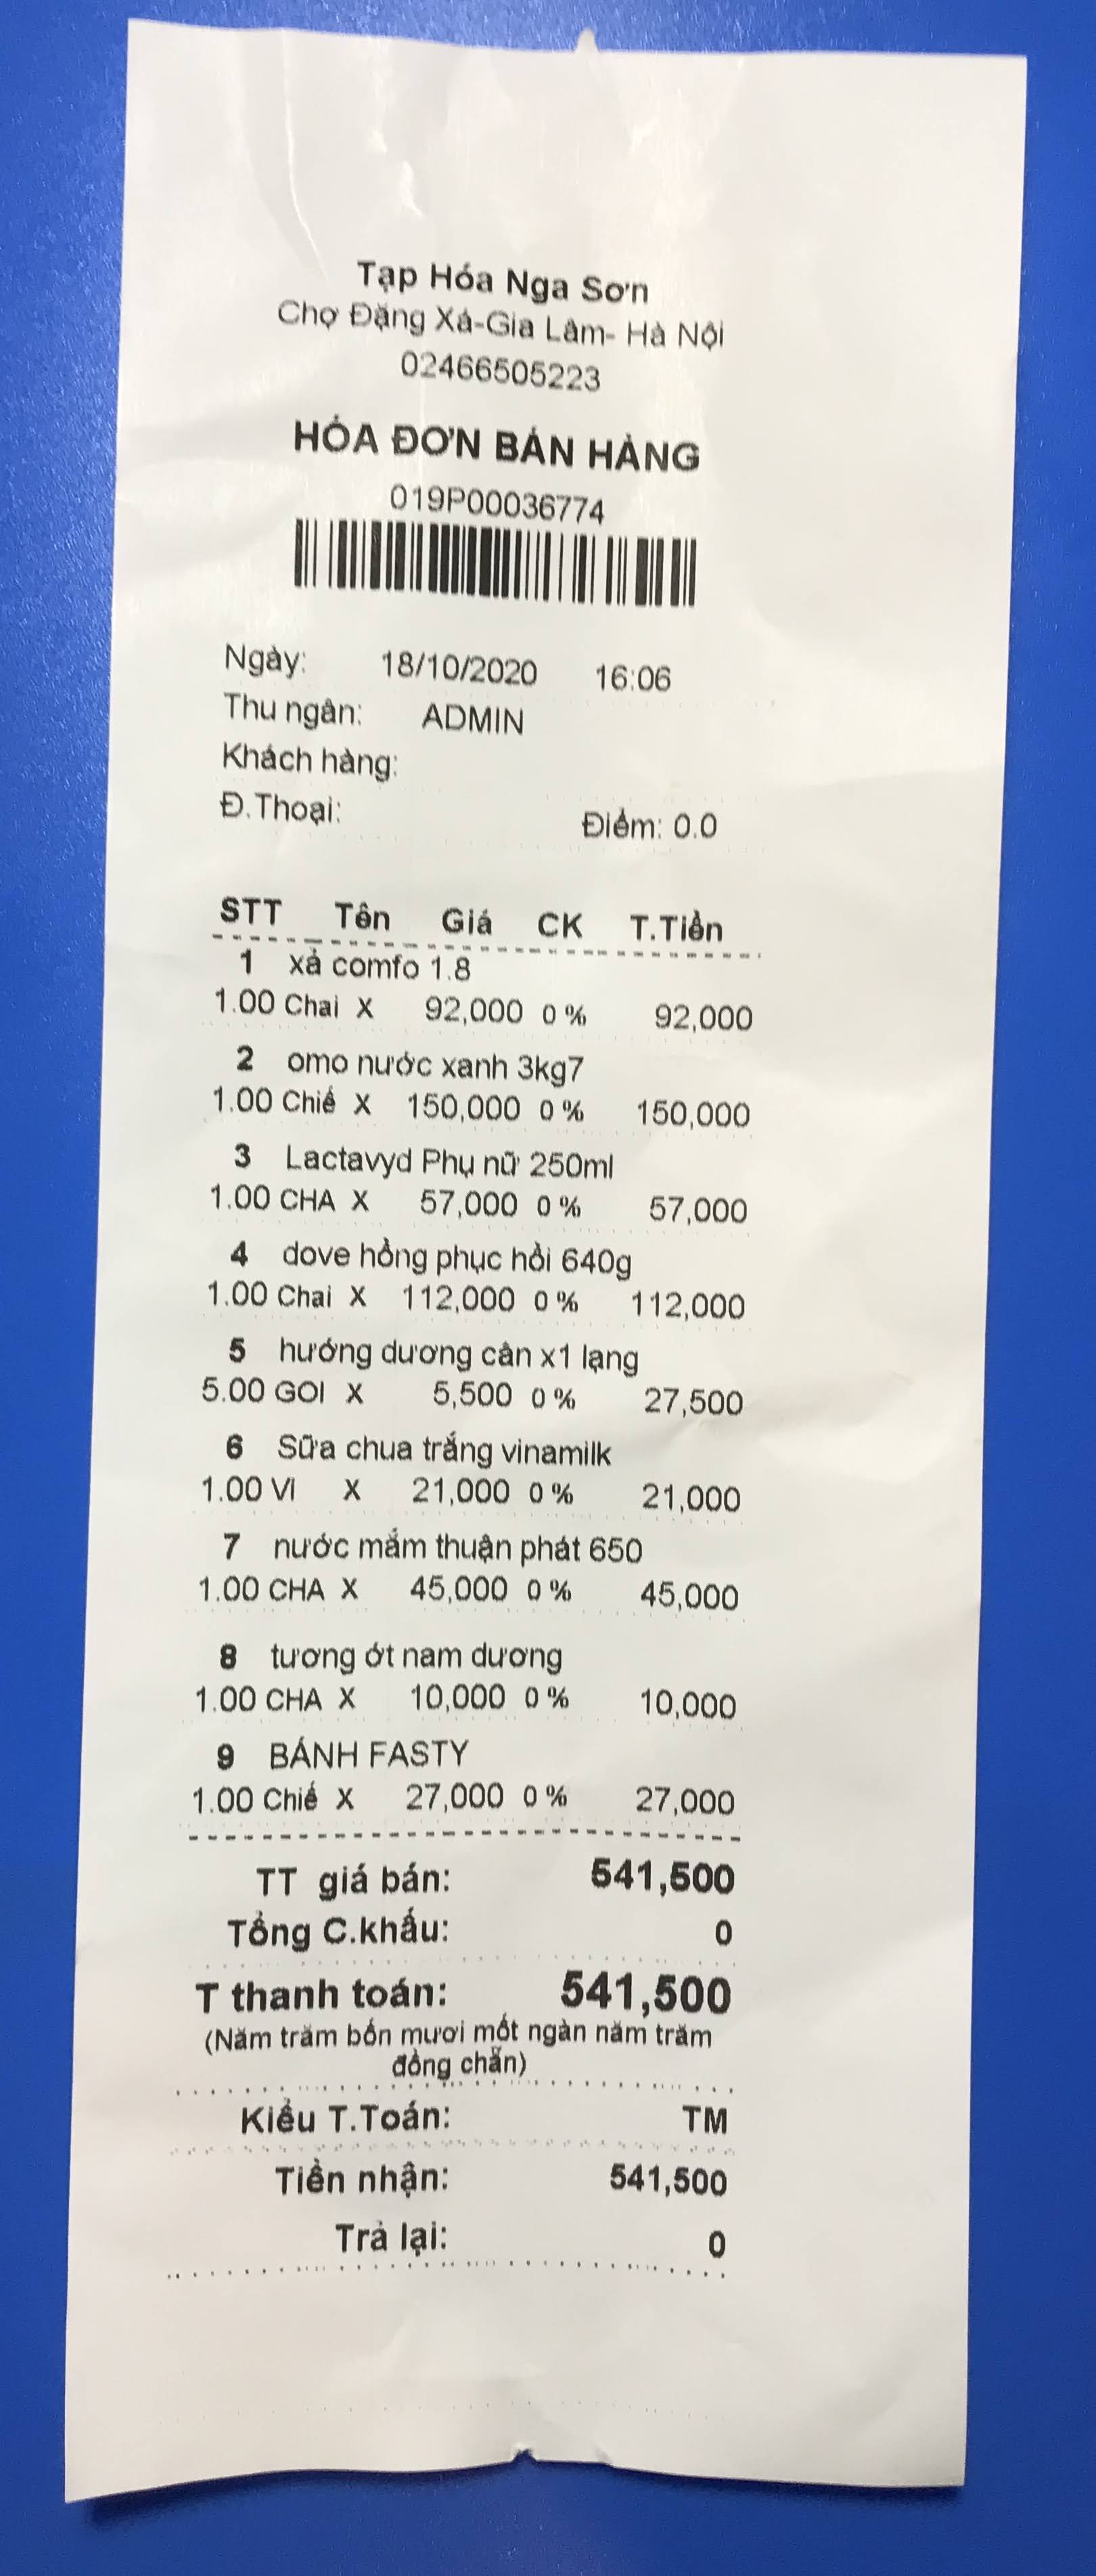 Tạp Hóa Nga Sơn
Chợ Đặng Xá-Gia Lâm- Hà Nội
02466505223
HÓA ĐƠN BÁN HÀNG
019P00036774
Ngày: 18/10/2020 16:06
Thu ngân: ADMIN
Khách hàng:
Đ.Thoại: Điểm: 0.0
STT Tên Giá CK T.Tiền
1 xả comfo 1.8
1.00 Chai X 92,000 0 % 92,000
2 omo nước xanh 3kg7
1.00 Chiế X 150,000 0 % 150,000
3 Lactavyd Phụ nữ 250ml
1.00 CHA X 57,000 0 % 57,000
4 dove hồng phục hồi 640g
1.00 Chai X 112,000 0 % 112,000
5 hướng dương cân x1 lạng
5.00 GOI X 5,500 0 % 27,500
6 Sữa chua trắng vinamilk
1.00 VI X 21,000 0 % 21,000
7 nước mắm thuận phát 650
1.00 CHA X 45,000 0 % 45,000
8 tương ớt nam dương
1.00 CHA X 10,000 0 % 10,000
9 BÁNH FASTY
1.00 Chiế X 27,000 0 % 27,000
TT giá bán: 541,500
Tổng C.khấu: 0
T thanh toán: 541,500
(Năm trăm bốn mươi mốt ngàn năm trăm
đồng chẵn)
Kiểu T.Toán: TM
Tiền nhận: 541,500
Trả lại: 0